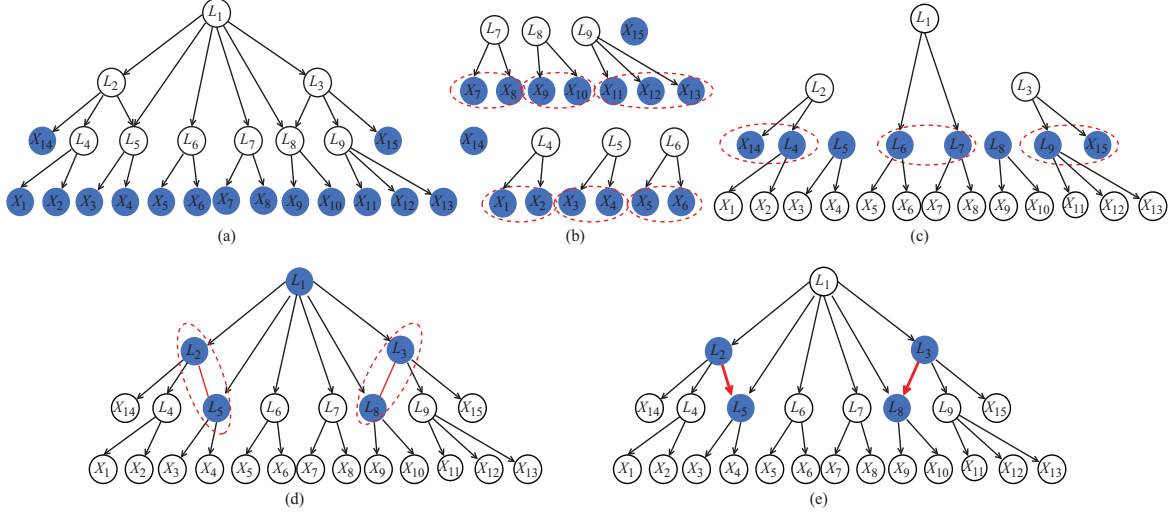 L1
L2 L3
X14 L4 L5 L6 L7 L8 L9 X15
X1 X2 X3 X4 X5 X6 X7 X8 X9 X10 X11 X12 X13
(a)
L7 L8 L9 X15
X7 X8 X9 X10 X11 X12 X13
X14 L4 L5 L6
X1 X2 X3 X4 X5 X6
(b)
L1
L2 L3
X14 L4 L5 L6 L7 L8 L9 X15
X1 X2 X3 X4 X5 X6 X7 X8 X9 X10 X11 X12 X13
(c)
L1
L2 L3
X14 L4 L5 L6 L7 L8 L9 X15
X1 X2 X3 X4 X5 X6 X7 X8 X9 X10 X11 X12 X13
(d)
L1
L2 L3
X14 L4 L5 L6 L7 L8 L9 X15
X1 X2 X3 X4 X5 X6 X7 X8 X9 X10 X11 X12 X13
(e)